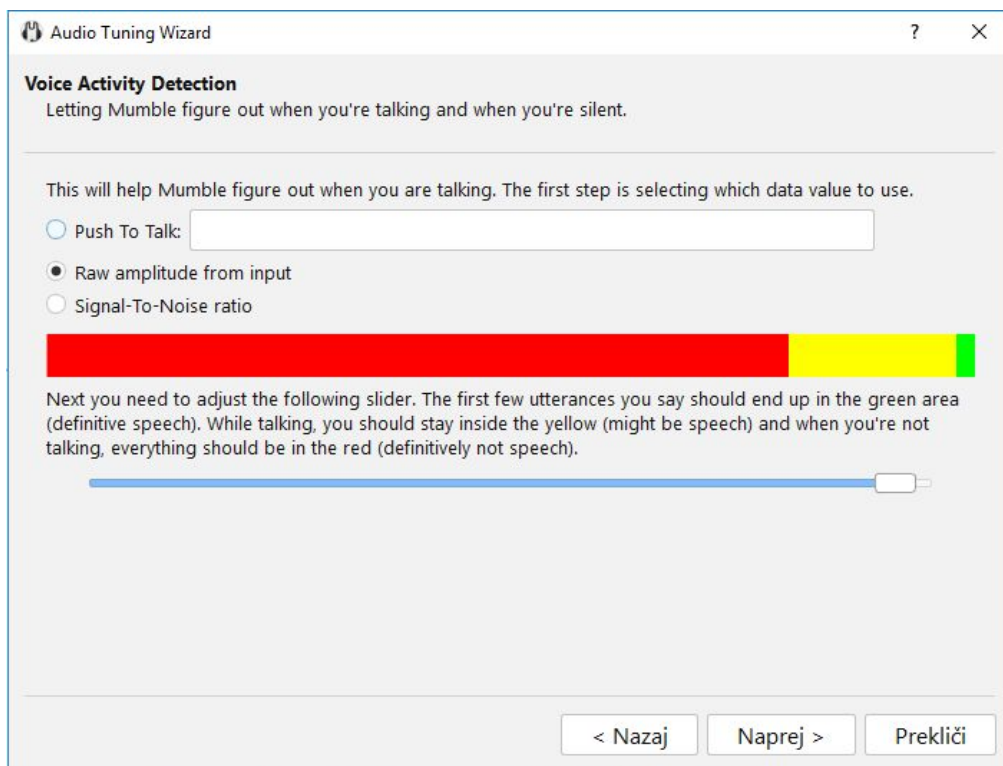 Audio Tuning Wizard
?
Voice Activity Detection
Letting Mumble figure out when you're talking and when you're silent.
This will help Mumble figure out when you are talking. The first step is selecting which data value to use.
Push To Talk:
Raw amplitude from input
Signal-To-Noise ratio
Next you need to adjust the following slider. The first few utterances you say should end up in the green area
(definitive speech). While talking, you should stay inside the yellow (might be speech) and when you're not
talking, everything should be in the red (definitively not speech).
< Nazaj
Naprej >
Prekliči